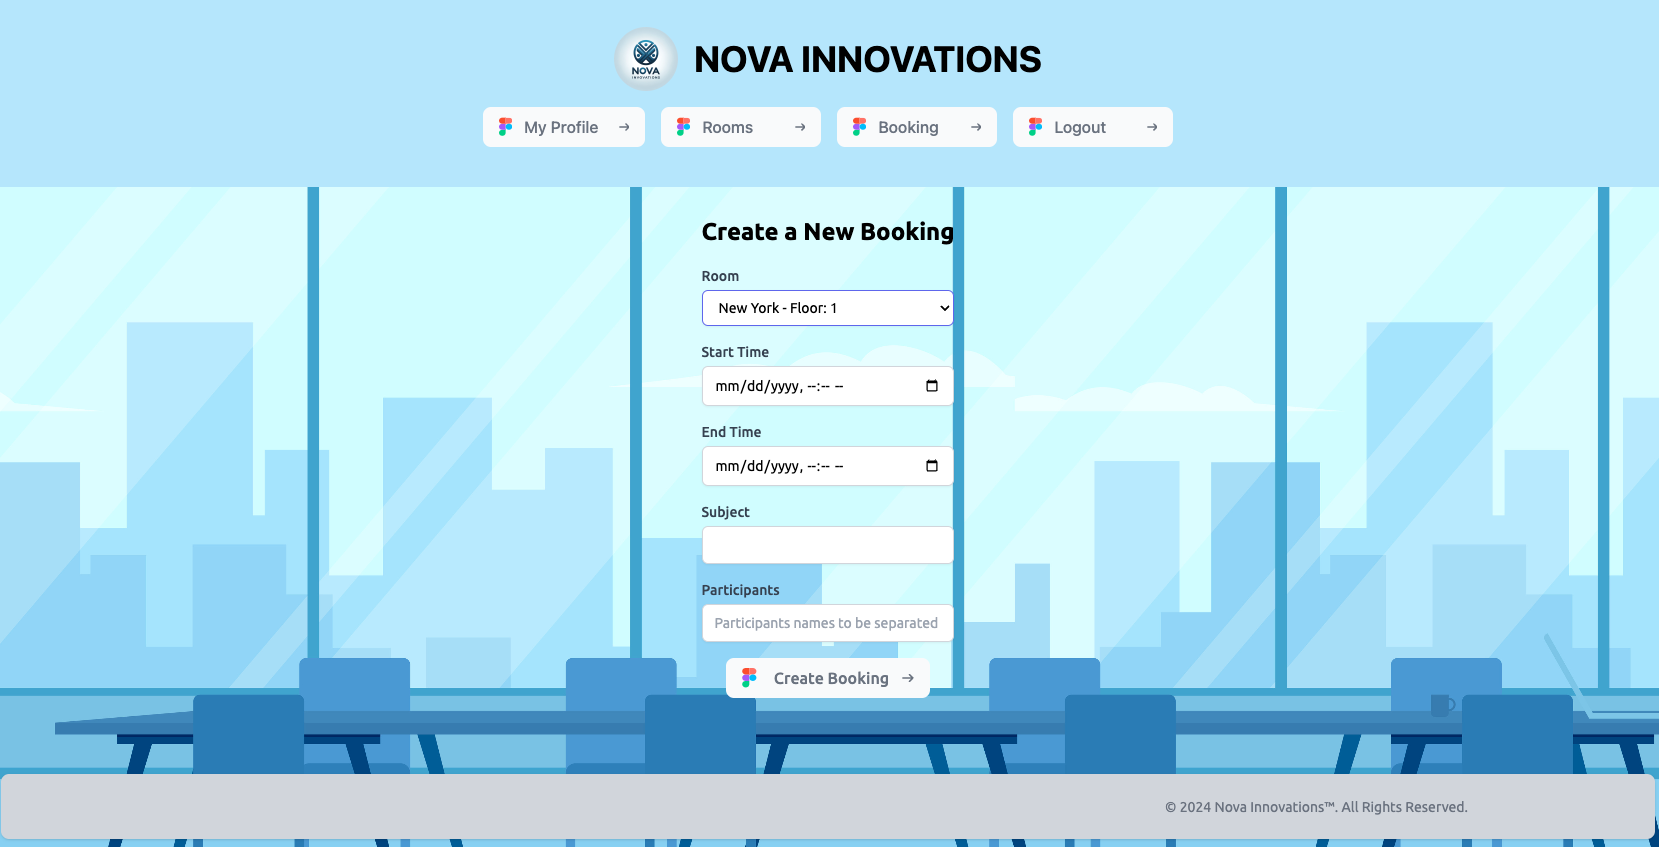 NOVA
INNOVATIONS
NOVA INNOVATIONS
My Profile
Rooms
Booking
Logout
Create a New Booking
Room
New York - Floor: 1
Start Time
mm/dd/yyyy, --:-- --
End Time
mm/dd/yyyy, --:-- --
Subject
Participants
Participants names to be separated
Create Booking
© 2024 Nova Innovations™. All Rights Reserved.